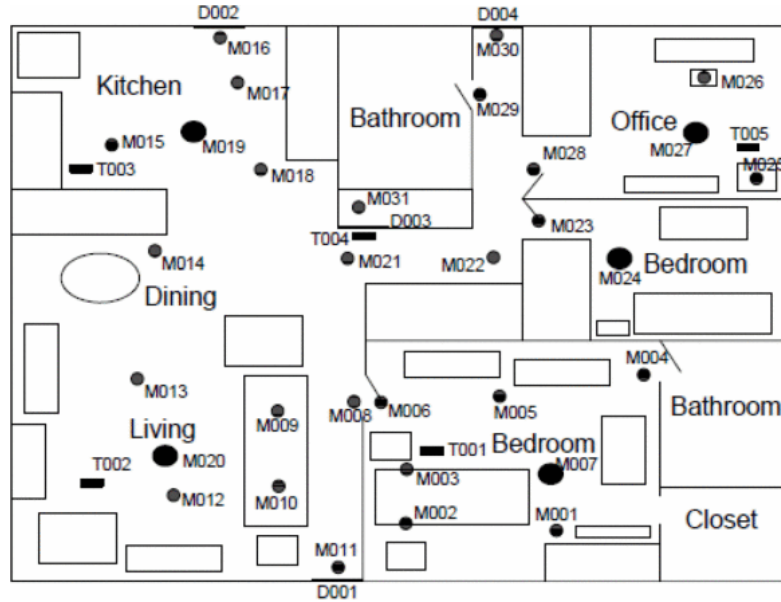 D002
D004
M016
M030
Kitchen
M017
M026
M029
Bathroom
Office
M015
M019
M027
T005
T003
M018
M028
M025
M031
D003
M023
T004
M014
M021
M022
M024
Bedroom
Dining
M004
M013
M008
M006
M005
Bathroom
M009
Living
T001
Bedroom
T002
M020
M003
M007
M010
M012
M002
M001
Closet
M011
D001